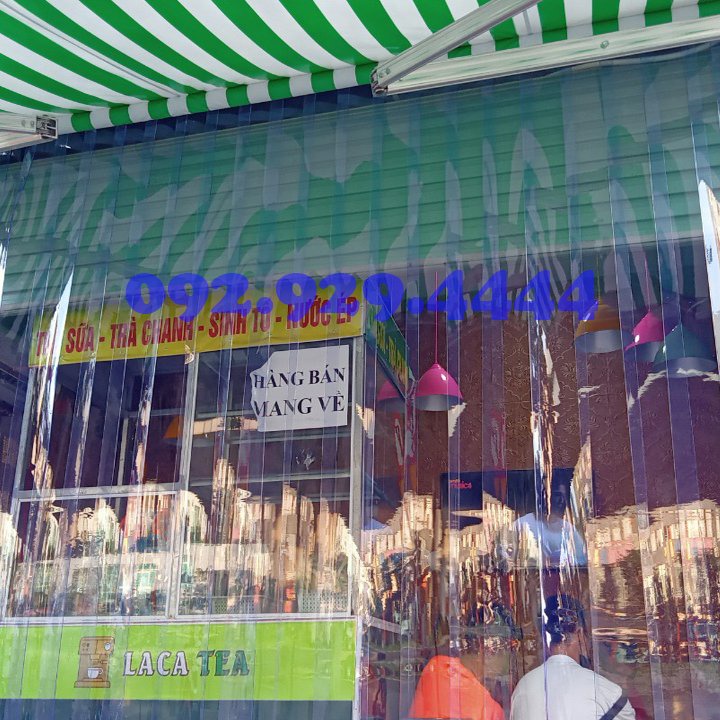 092.929.4444
SỮA - TRÀ CHANH - SINH TỐ - NƯỚC ÉP
HÀNG BÁN
MANG VỀ
LACA TEA